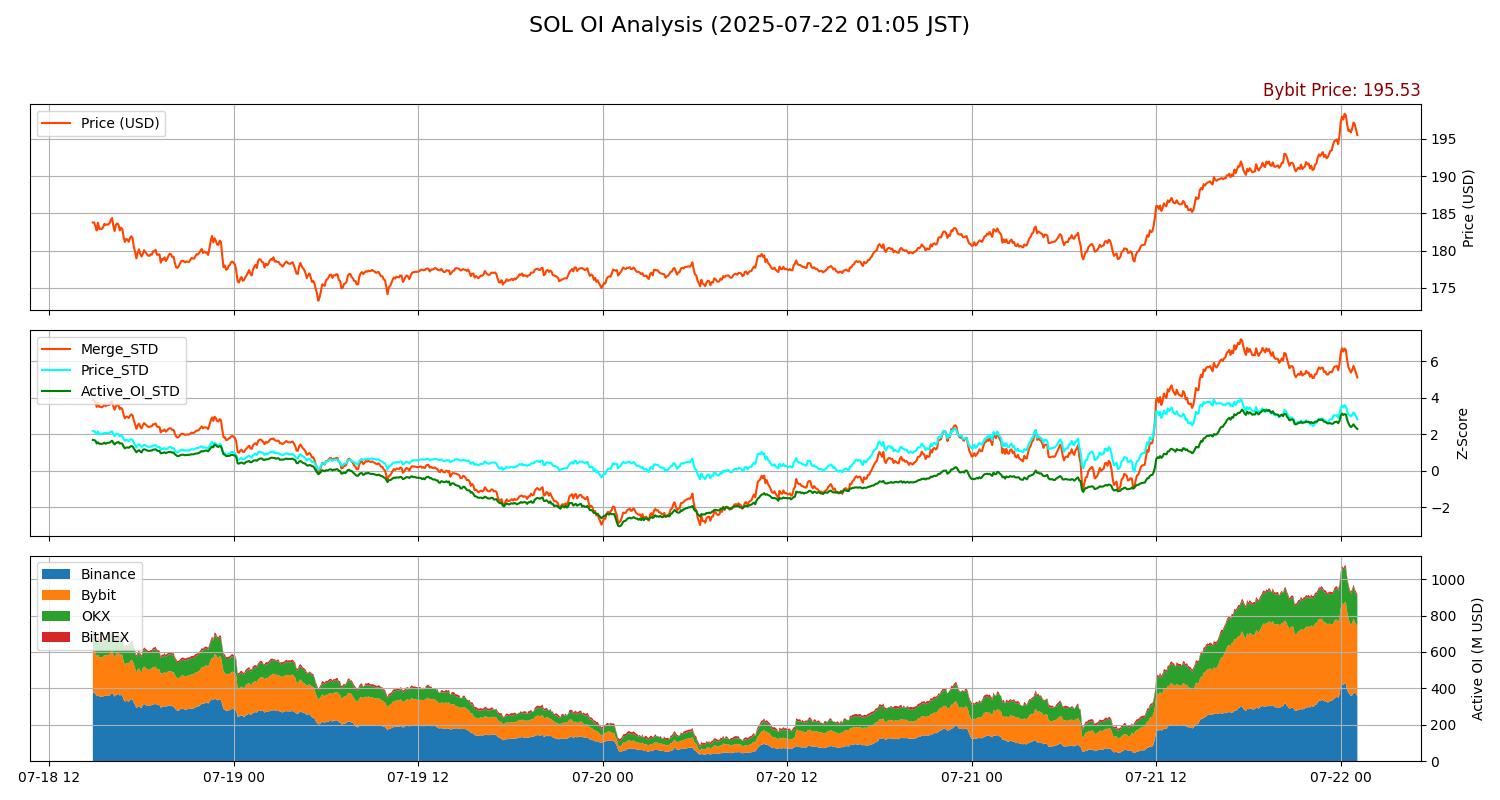 SOL OI Analysis (2025-07-22 01:05 JST)
Bybit Price: 195.53
Price (USD)
195
190
185
180
175
Price (USD)
Merge_STD
Price_STD
Active_OI_STD
6
4
2
0
−2
Z-Score
Binance
Bybit
OKX
BitMEX
1000
800
600
400
200
0
Active OI (M USD)
07-18 12
07-19 00
07-19 12
07-20 00
07-20 12
07-21 00
07-21 12
07-22 00